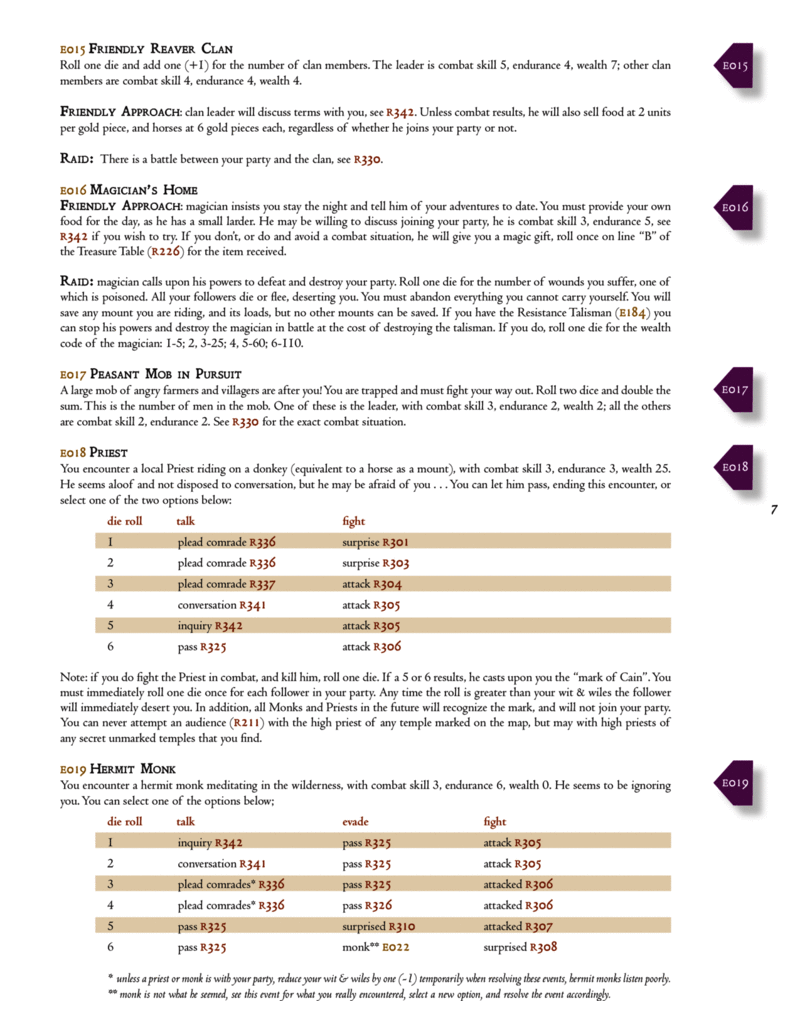 E015 Friendly Reaver Clan
Roll one die and add one (+1) for the number of clan members. The leader is combat skill 5, endurance 4, wealth 7; other clan
members are combat skill 4, endurance 4, wealth 4.
E015
Friendly Approach: clan leader will discuss terms with you, see R342. Unless combat results, he will also sell food at 2 units
per gold piece, and horses at 6 gold pieces each, regardless of whether he joins your party or not.
Raid: There is a battle between your party and the clan, see R330.
E016 Magician's Home
Friendly Approach: magician insists you stay the night and tell him of your adventures to date. You must provide your own
food for the day, as he has a small larder. He may be willing to discuss joining your party, he is combat skill 3, endurance 5, see
R342 if you wish to try. If you don't, or do and avoid a combat situation, he will give you a magic gift, roll once on line "B" of
the Treasure Table (R226) for the item received.
E016
Raid: magician calls upon his powers to defeat and destroy your party. Roll one die for the number of wounds you suffer, one of
which is poisoned. All your followers die or flee, deserting you. You must abandon everything you cannot carry yourself. You will
save any mount you are riding, and its loads, but no other mounts can be saved. If you have the Resistance Talisman (E184) you
can stop his powers and destroy the magician in battle at the cost of destroying the talisman. If you do, roll one die for the wealth
code of the magician: 1-5; 2, 3-25; 4, 5-60; 6-110.
E017 Peasant Mob in Pursuit
A large mob of angry farmers and villagers are after you! You are trapped and must fight your way out. Roll two dice and double the
sum. This is the number of men in the mob. One of these is the leader, with combat skill 3, endurance 2, wealth 2; all the others
are combat skill 2, endurance 2. See R330 for the exact combat situation.
E017
E018 Priest
You encounter a local Priest riding on a donkey (equivalent to a horse as a mount), with combat skill 3, endurance 3, wealth 25.
He seems aloof and not disposed to conversation, but he may be afraid of you . . . You can let him pass, ending this encounter, or
select one of the two options below:
E018
7
die roll talk fight
1 plead comrade R336 surprise R301
2 plead comrade R336 surprise R303
3 plead comrade R337 attack R304
4 conversation R341 attack R305
5 inquiry R342 attack R305
6 pass R325 attack R306
Note: if you do fight the Priest in combat, and kill him, roll one die. If a 5 or 6 results, he casts upon you the "mark of Cain". You
must immediately roll one die once for each follower in your party. Any time the roll is greater than your wit & wiles the follower
will immediately desert you. In addition, all Monks and Priests in the future will recognize the mark, and will not join your party.
You can never attempt an audience (R211) with the high priest of any temple marked on the map, but may with high priests of
any secret unmarked temples that you find.
E019 Hermit Monk
You encounter a hermit monk meditating in the wilderness, with combat skill 3, endurance 6, wealth 0. He seems to be ignoring
you. You can select one of the options below;
E019
die roll talk evade fight
1 inquiry R342 pass R325 attack R305
2 conversation R341 pass R325 attack R305
3 plead comrades* R336 pass R325 attacked R306
4 plead comrades* R336 pass R326 attacked R306
5 pass R325 surprised R310 attacked R307
6 pass R325 monk** E022 surprised R308
* unless a priest or monk is with your party, reduce your wit & wiles by one (-1) temporarily when resolving these events, hermit monks listen poorly.
** monk is not what he seemed, see this event for what you really encountered, select a new option, and resolve the event accordingly.